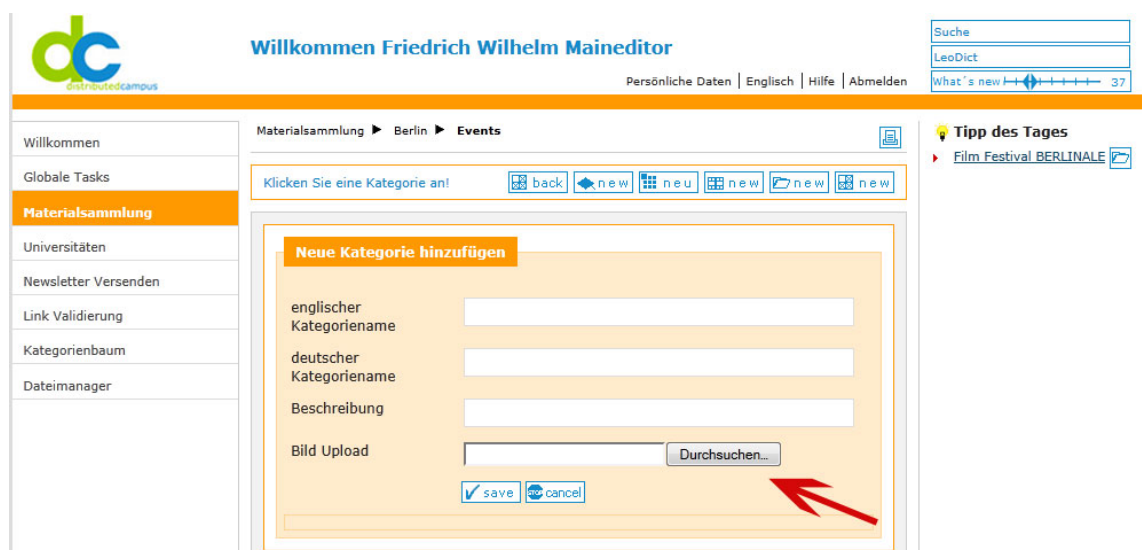 dc
distributedcampus
Willkommen Friedrich Wilhelm Maineditor
Persönliche Daten | Englisch | Hilfe | Abmelden
Suche
LeoDict
What´s new 37
Willkommen
Globale Tasks
Materialsammlung
Universitäten
Newsletter Versenden
Link Validierung
Kategorienbaum
Dateimanager
Materialsammlung ▶ Berlin ▶ Events
Klicken Sie eine Kategorie an! back new neu new new new
Neue Kategorie hinzufügen
englischer
Kategoriename
deutscher
Kategoriename
Beschreibung
Bild Upload Durchsuchen...
save STOP cancel
Tipp des Tages
Film Festival BERLINALE